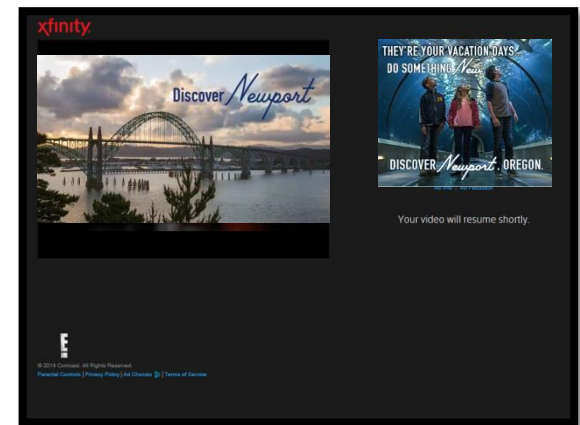 xfinity.
Discover Newport
THEY'RE YOUR VACATION DAYS.
DO SOMETHING New
DISCOVER Newport, OREGON.
Your video will resume shortly.
E!
© 2014 Comcast. All Rights Reserved.
Parental Controls | Privacy Policy | Ad Choices | Terms of Service